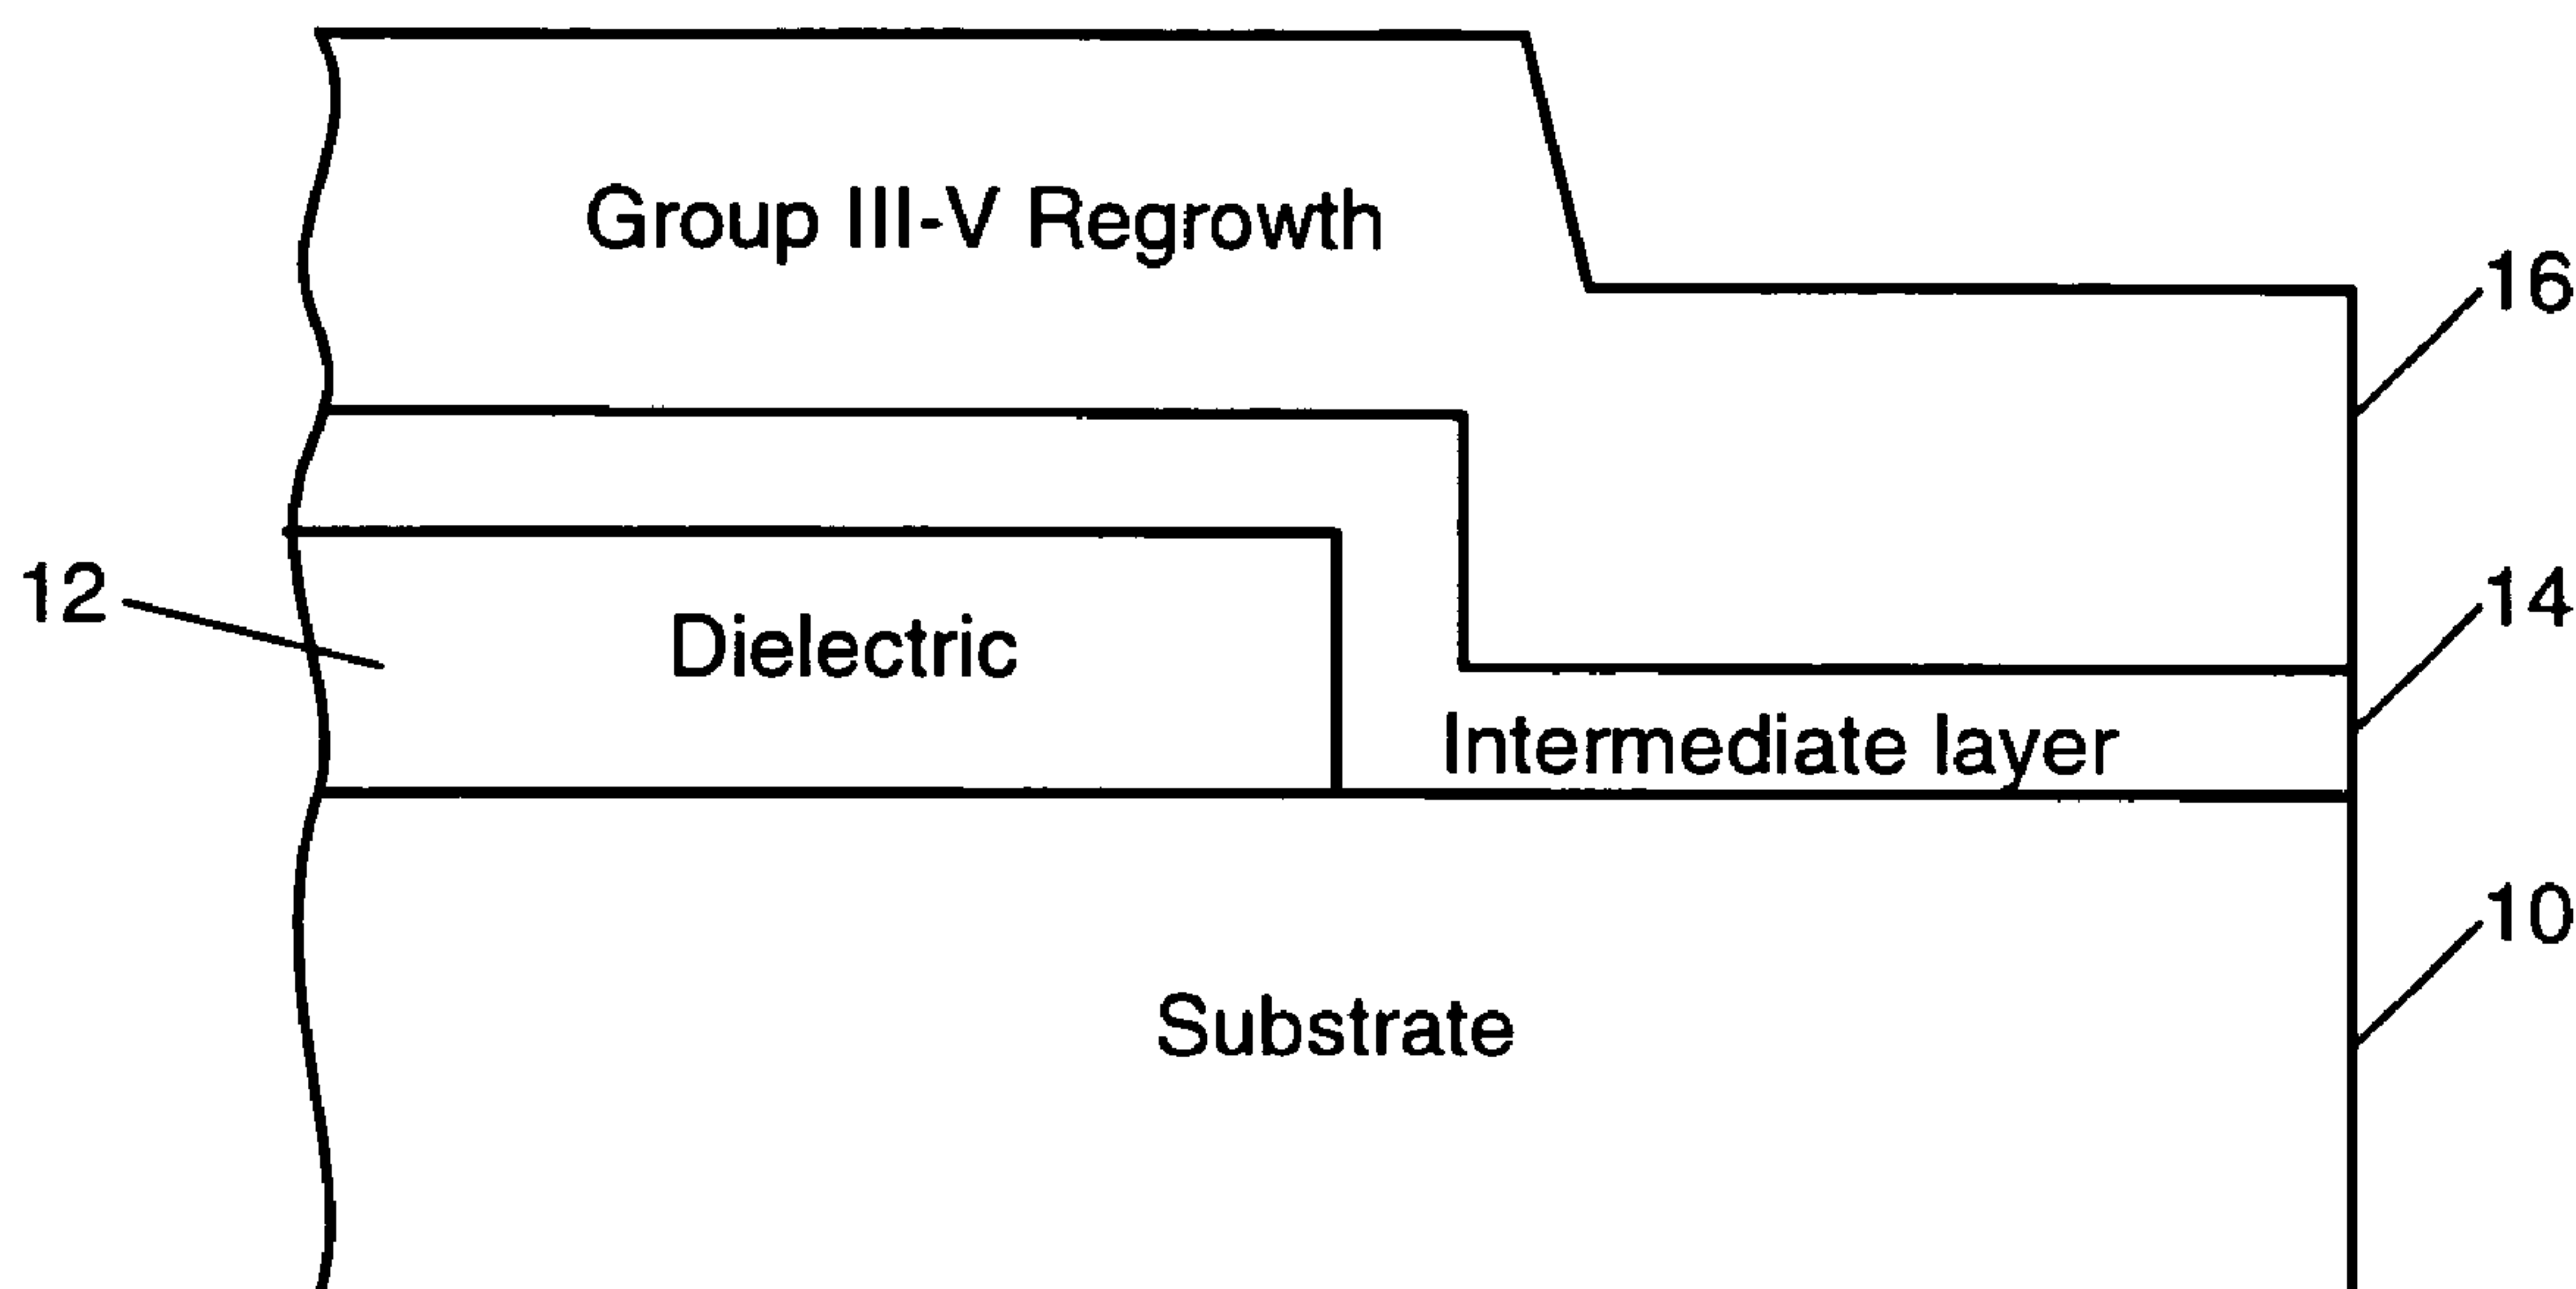 Group III-V Regrowth
16
12
Dielectric
14
Intermediate layer
10
Substrate